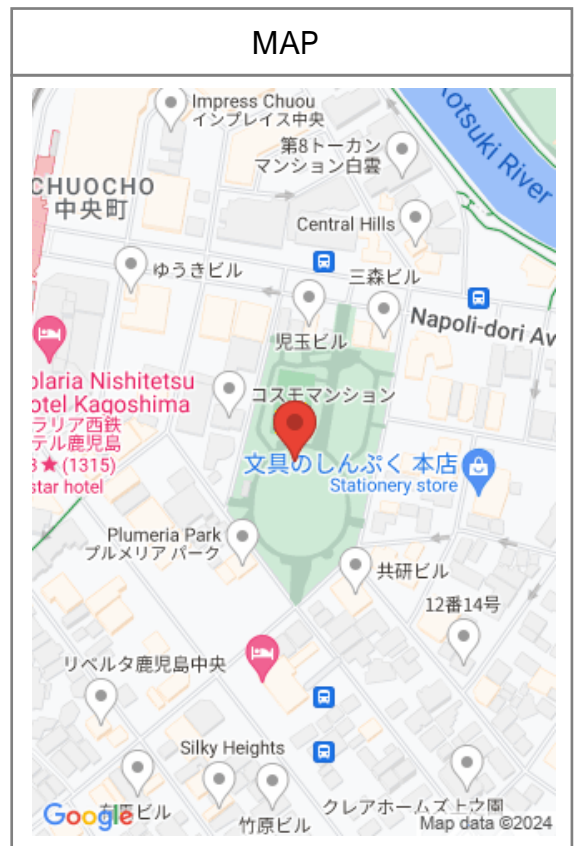 MAP
Impress Chuou
インプレイス中央
第8トーカン
マンション白雲
otsuki River
CHUOCHO
中央町
Central Hills
ゆうきビル
三森ビル
Napoli-dori Av
児玉ビル
olaria Nishitetsu
otel Kagoshima
ラリア西鉄
テル鹿児島
3★(1315)
star hotel
コスモマンション
文具のしんぷく 本店
Stationery store
Plumeria Park
プルメリア パーク
共研ビル
12番14号
リベルタ鹿児島中央
Silky Heights
Google
ビル
竹原ビル
クレアホームズ上之園
Map data ©2024